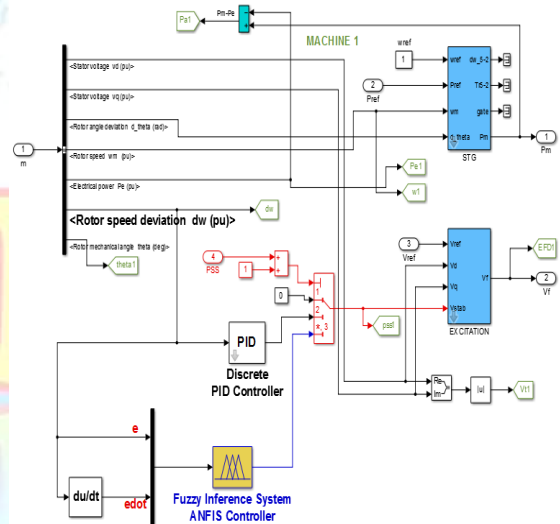 Pa1
Pm-Pe
MACHINE 1
wref
1
<Stator voltage vd (pu)>
<Stator voltage vq (pu)>
<Rotor angle deviation d_theta (rad)>
<Rotor speed wm (pu)>
<Electrical power Pe (pu)>
<Rotor speed deviation dw (pu)>
<Rotor mechanical angle theta (deg)>
1
m
2
Pref
wref
Pref
wm
d_theta
dw_5-2
Tr5-2
gate
Pm
STG
1
Pm
Pe1
w1
dw
theta1
4
PSS
1
0
1
2
*, 3
pss1
3
Vref
Vref
Vd
Vq
Vstab
Vf
EXCITATION
EFD1
2
Vf
PID
Discrete
PID Controller
Re
Im
|u|
Vt1
e
du/dt
edot
Fuzzy Inference System
ANFIS Controller